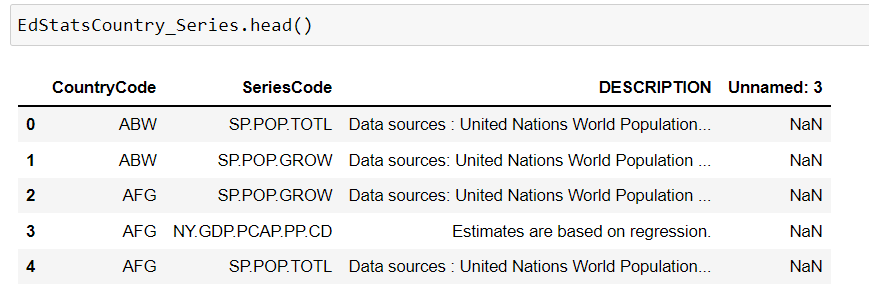 EdStatsCountry_Series.head()
CountryCode SeriesCode DESCRIPTION Unnamed: 3
0 ABW SP.POP.TOTL Data sources : United Nations World Population... NaN
1 ABW SP.POP.GROW Data sources: United Nations World Population ... NaN
2 AFG SP.POP.GROW Data sources: United Nations World Population ... NaN
3 AFG NY.GDP.PCAP.PP.CD Estimates are based on regression. NaN
4 AFG SP.POP.TOTL Data sources : United Nations World Population... NaN